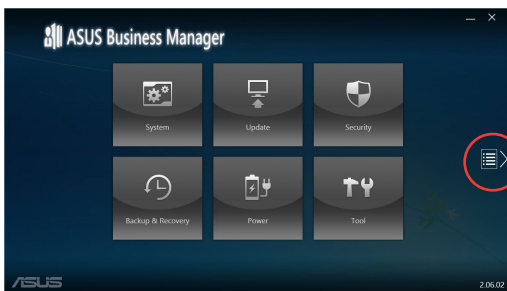 ASUS Business Manager
System
Update
Security
Backup & Recovery
Power
Tool
ASUS
2.06.02